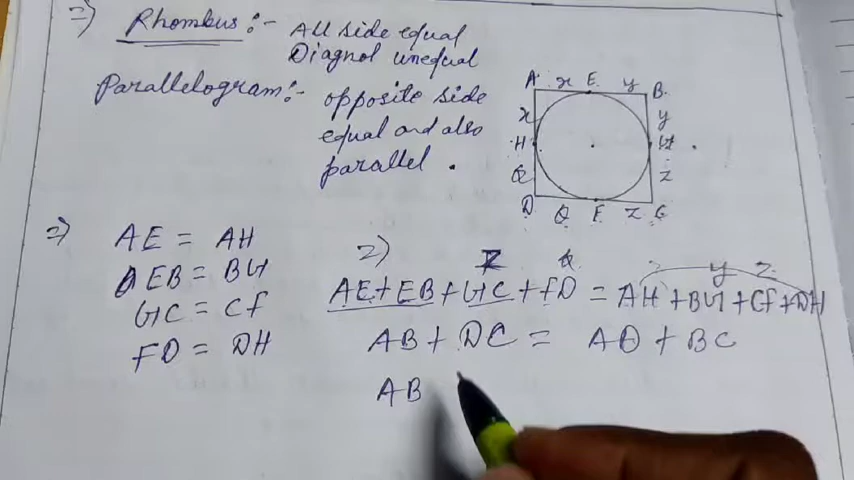 =) Rhombus :- All side equal
Diagnol unequal
Parallelogram :- opposite side
equal and also
parallel .
A x E y B
x y
H G
Q z
D Q F z C
=) AE = AH
EB = BG
GC = Cf
FD = DH
2)
z Q y z
AE + EB + GC + fD = AH + BG + Cf + DH
AB + DC = AD + BC
AB